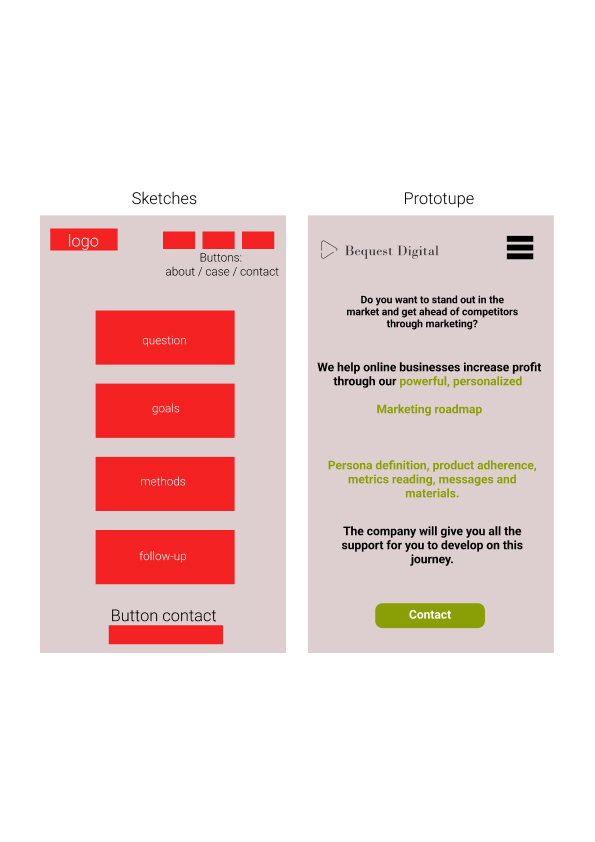 Sketches
logo
Buttons:
about / case / contact
question
goals
methods
follow-up
Button contact
Prototupe
Bequest Digital
Do you want to stand out in the
market and get ahead of competitors
through marketing?
We help online businesses increase profit
through our powerful, personalized
Marketing roadmap
Persona definition, product adherence,
metrics reading, messages and
materials.
The company will give you all the
support for you to develop on this
journey.
Contact